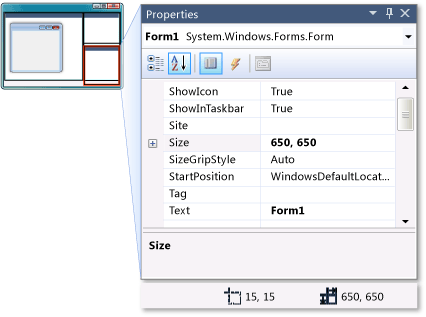 Properties
Form1 System.Windows.Forms.Form
ShowIcon True
ShowInTaskbar True
Site
Size 650, 650
SizeGripStyle Auto
StartPosition WindowsDefaultLocat...
Tag
Text Form1
Size
15, 15 650, 650